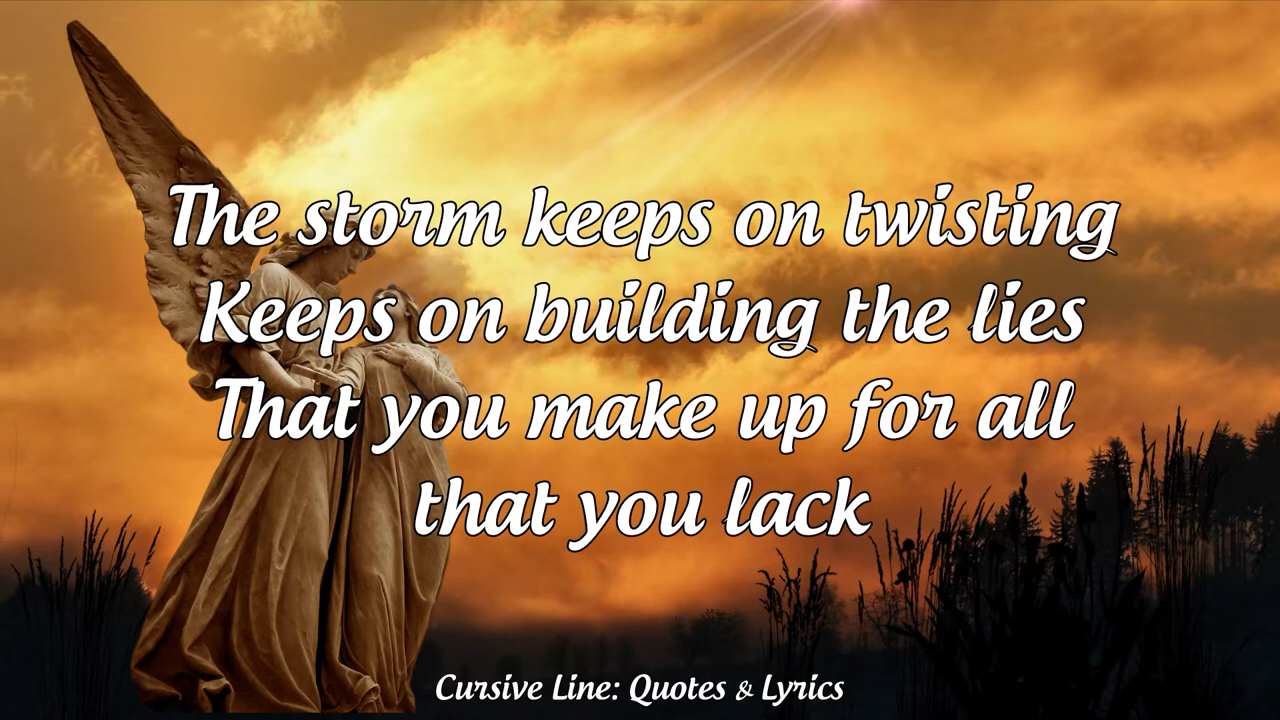 The storm keeps on twisting
Keeps on building the lies
That you make up for all
that you lack
Cursive Line: Quotes & Lyrics